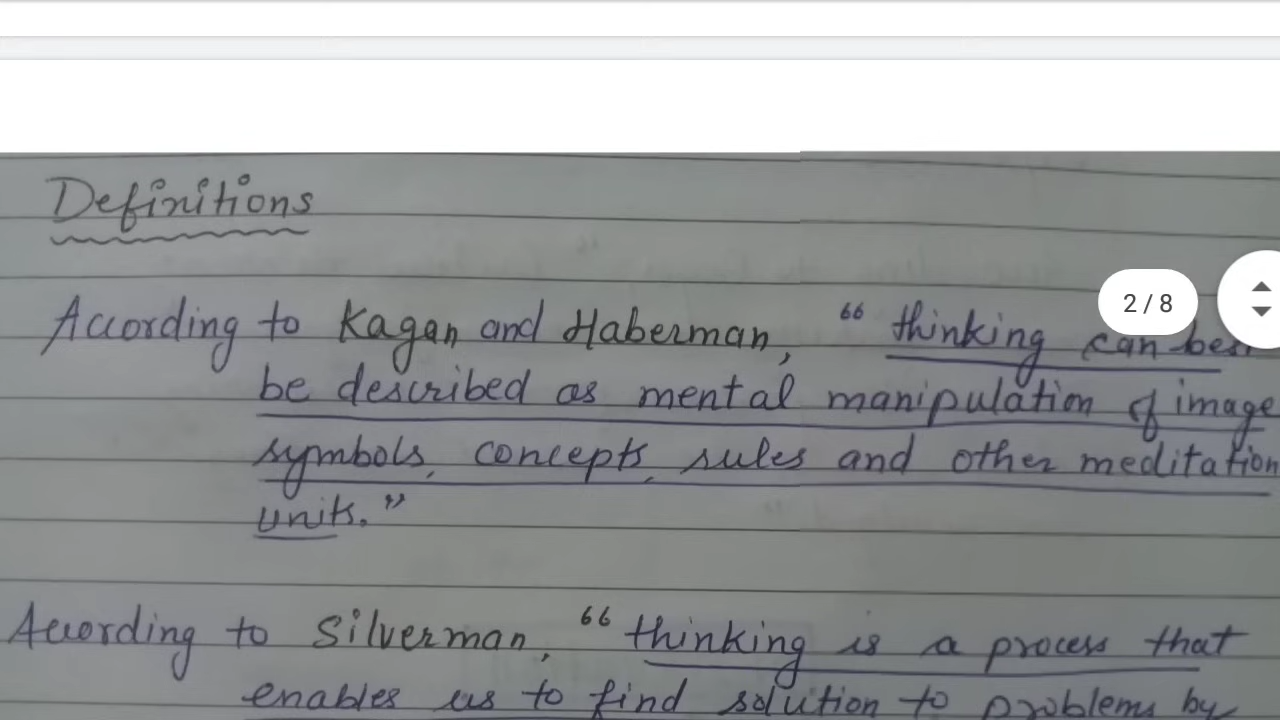 Definitions
2 / 8
According to Kagan and Haberman, "thinking can bes
be described as mental manipulation of image
symbols, concepts, rules and other meditation
units."
According to Silverman, "thinking is a process that
enables us to find solution to problems by